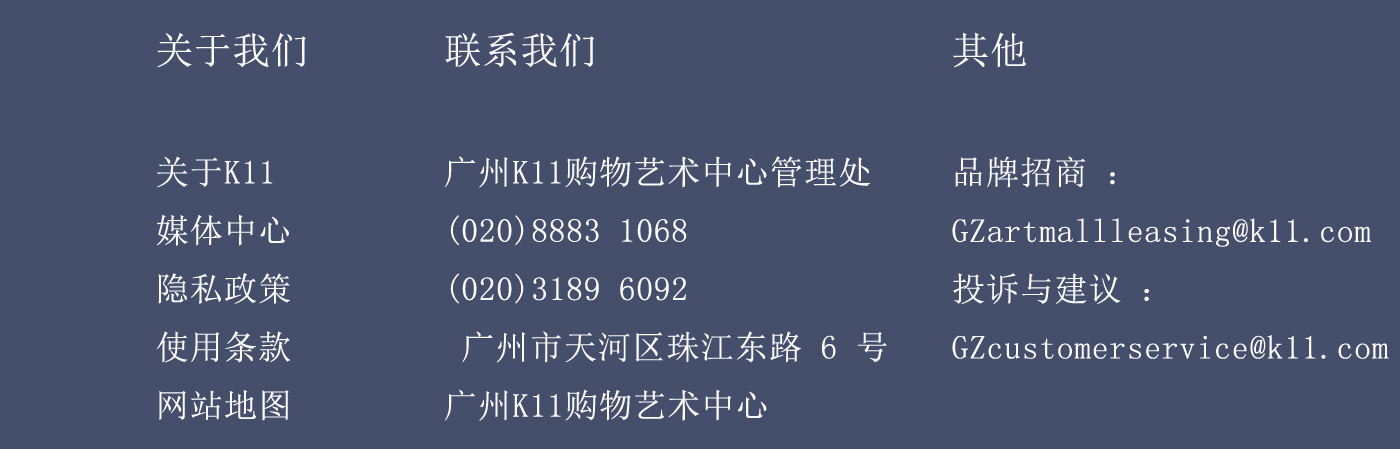 关于我们
联系我们
其他
关于K11
媒体中心
隐私政策
使用条款
网站地图
广州K11购物艺术中心管理处
(020)8883 1068
(020)3189 6092
广州市天河区珠江东路 6 号
广州K11购物艺术中心
品牌招商 ：
GZartmallleasing@k11.com
投诉与建议 ：
GZcustomerservice@k11.com